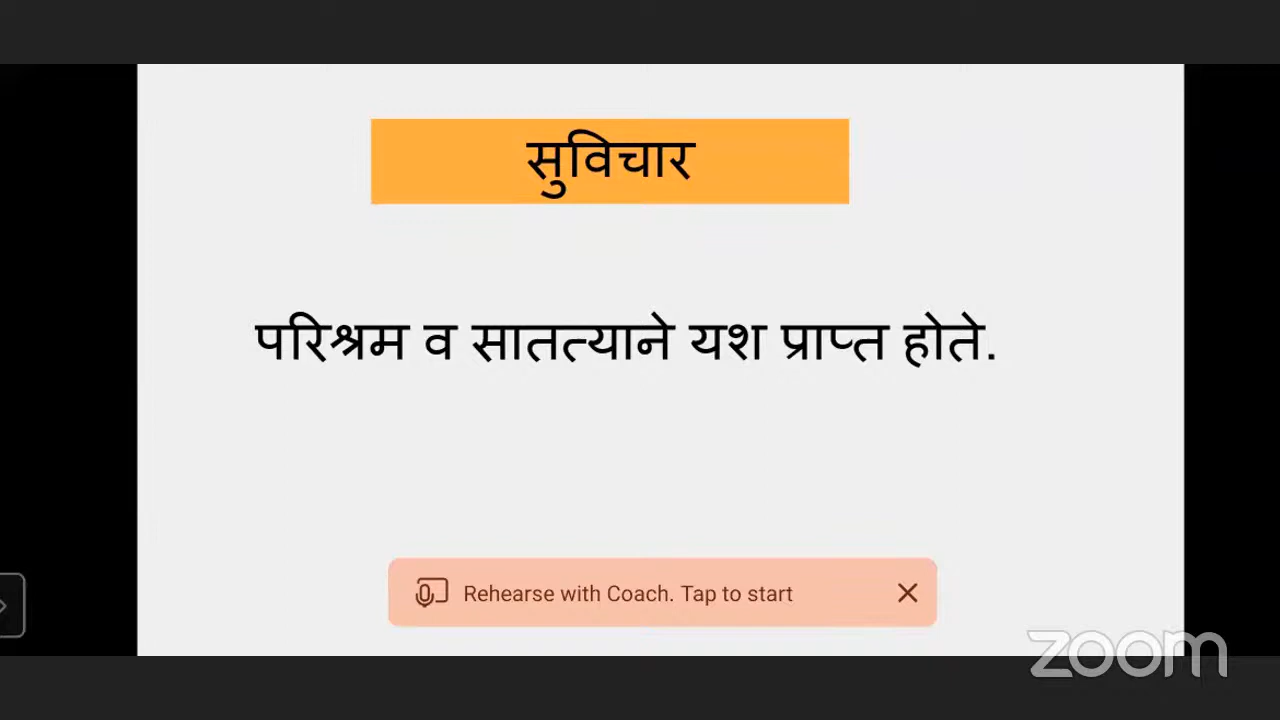 सुविचार
परिश्रम व सातत्याने यश प्राप्त होते.
Rehearse with Coach. Tap to start
zoom